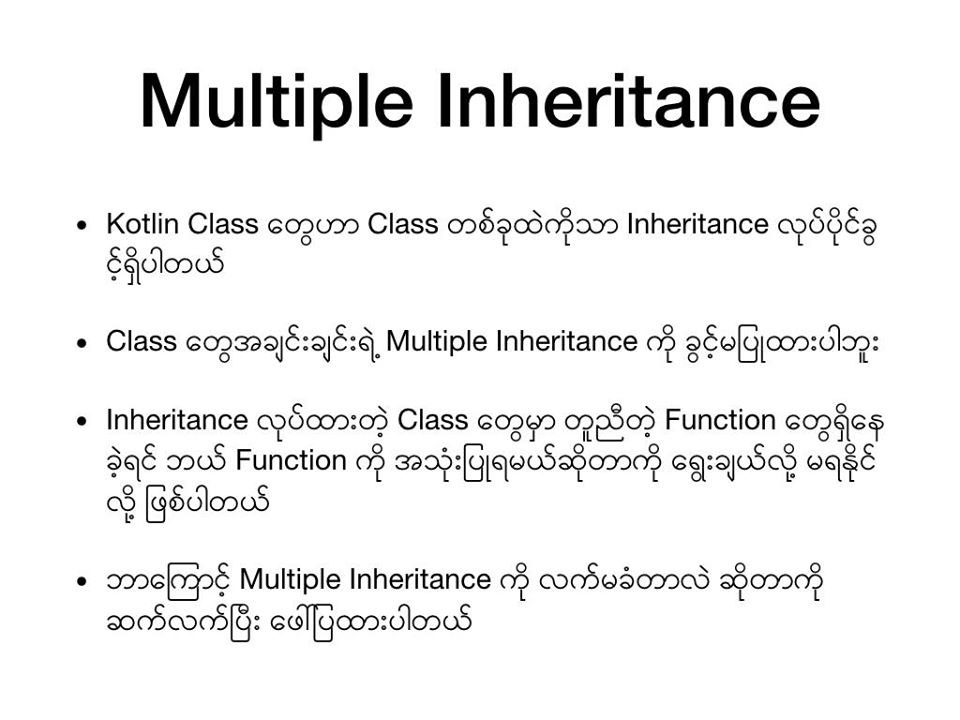 Multiple Inheritance
• Kotlin Class တွေဟာ Class တစ်ခုထဲကိုသာ Inheritance လုပ်ပိုင်ခွ
င့်ရှိပါတယ်
• Class တွေအချင်းချင်းရဲ့ Multiple Inheritance ကို ခွင့်မပြုထားပါဘူး
• Inheritance လုပ်ထားတဲ့ Class တွေမှာ တူညီတဲ့ Function တွေရှိနေ
ခဲ့ရင် ဘယ် Function ကို အသုံးပြုရမယ်ဆိုတာကို ရွေးချယ်လို့ မရနိုင်
လို့ ဖြစ်ပါတယ်
• ဘာကြောင့် Multiple Inheritance ကို လက်မခံတာလဲ ဆိုတာကို
ဆက်လက်ပြီး ဖေါ်ပြထားပါတယ်